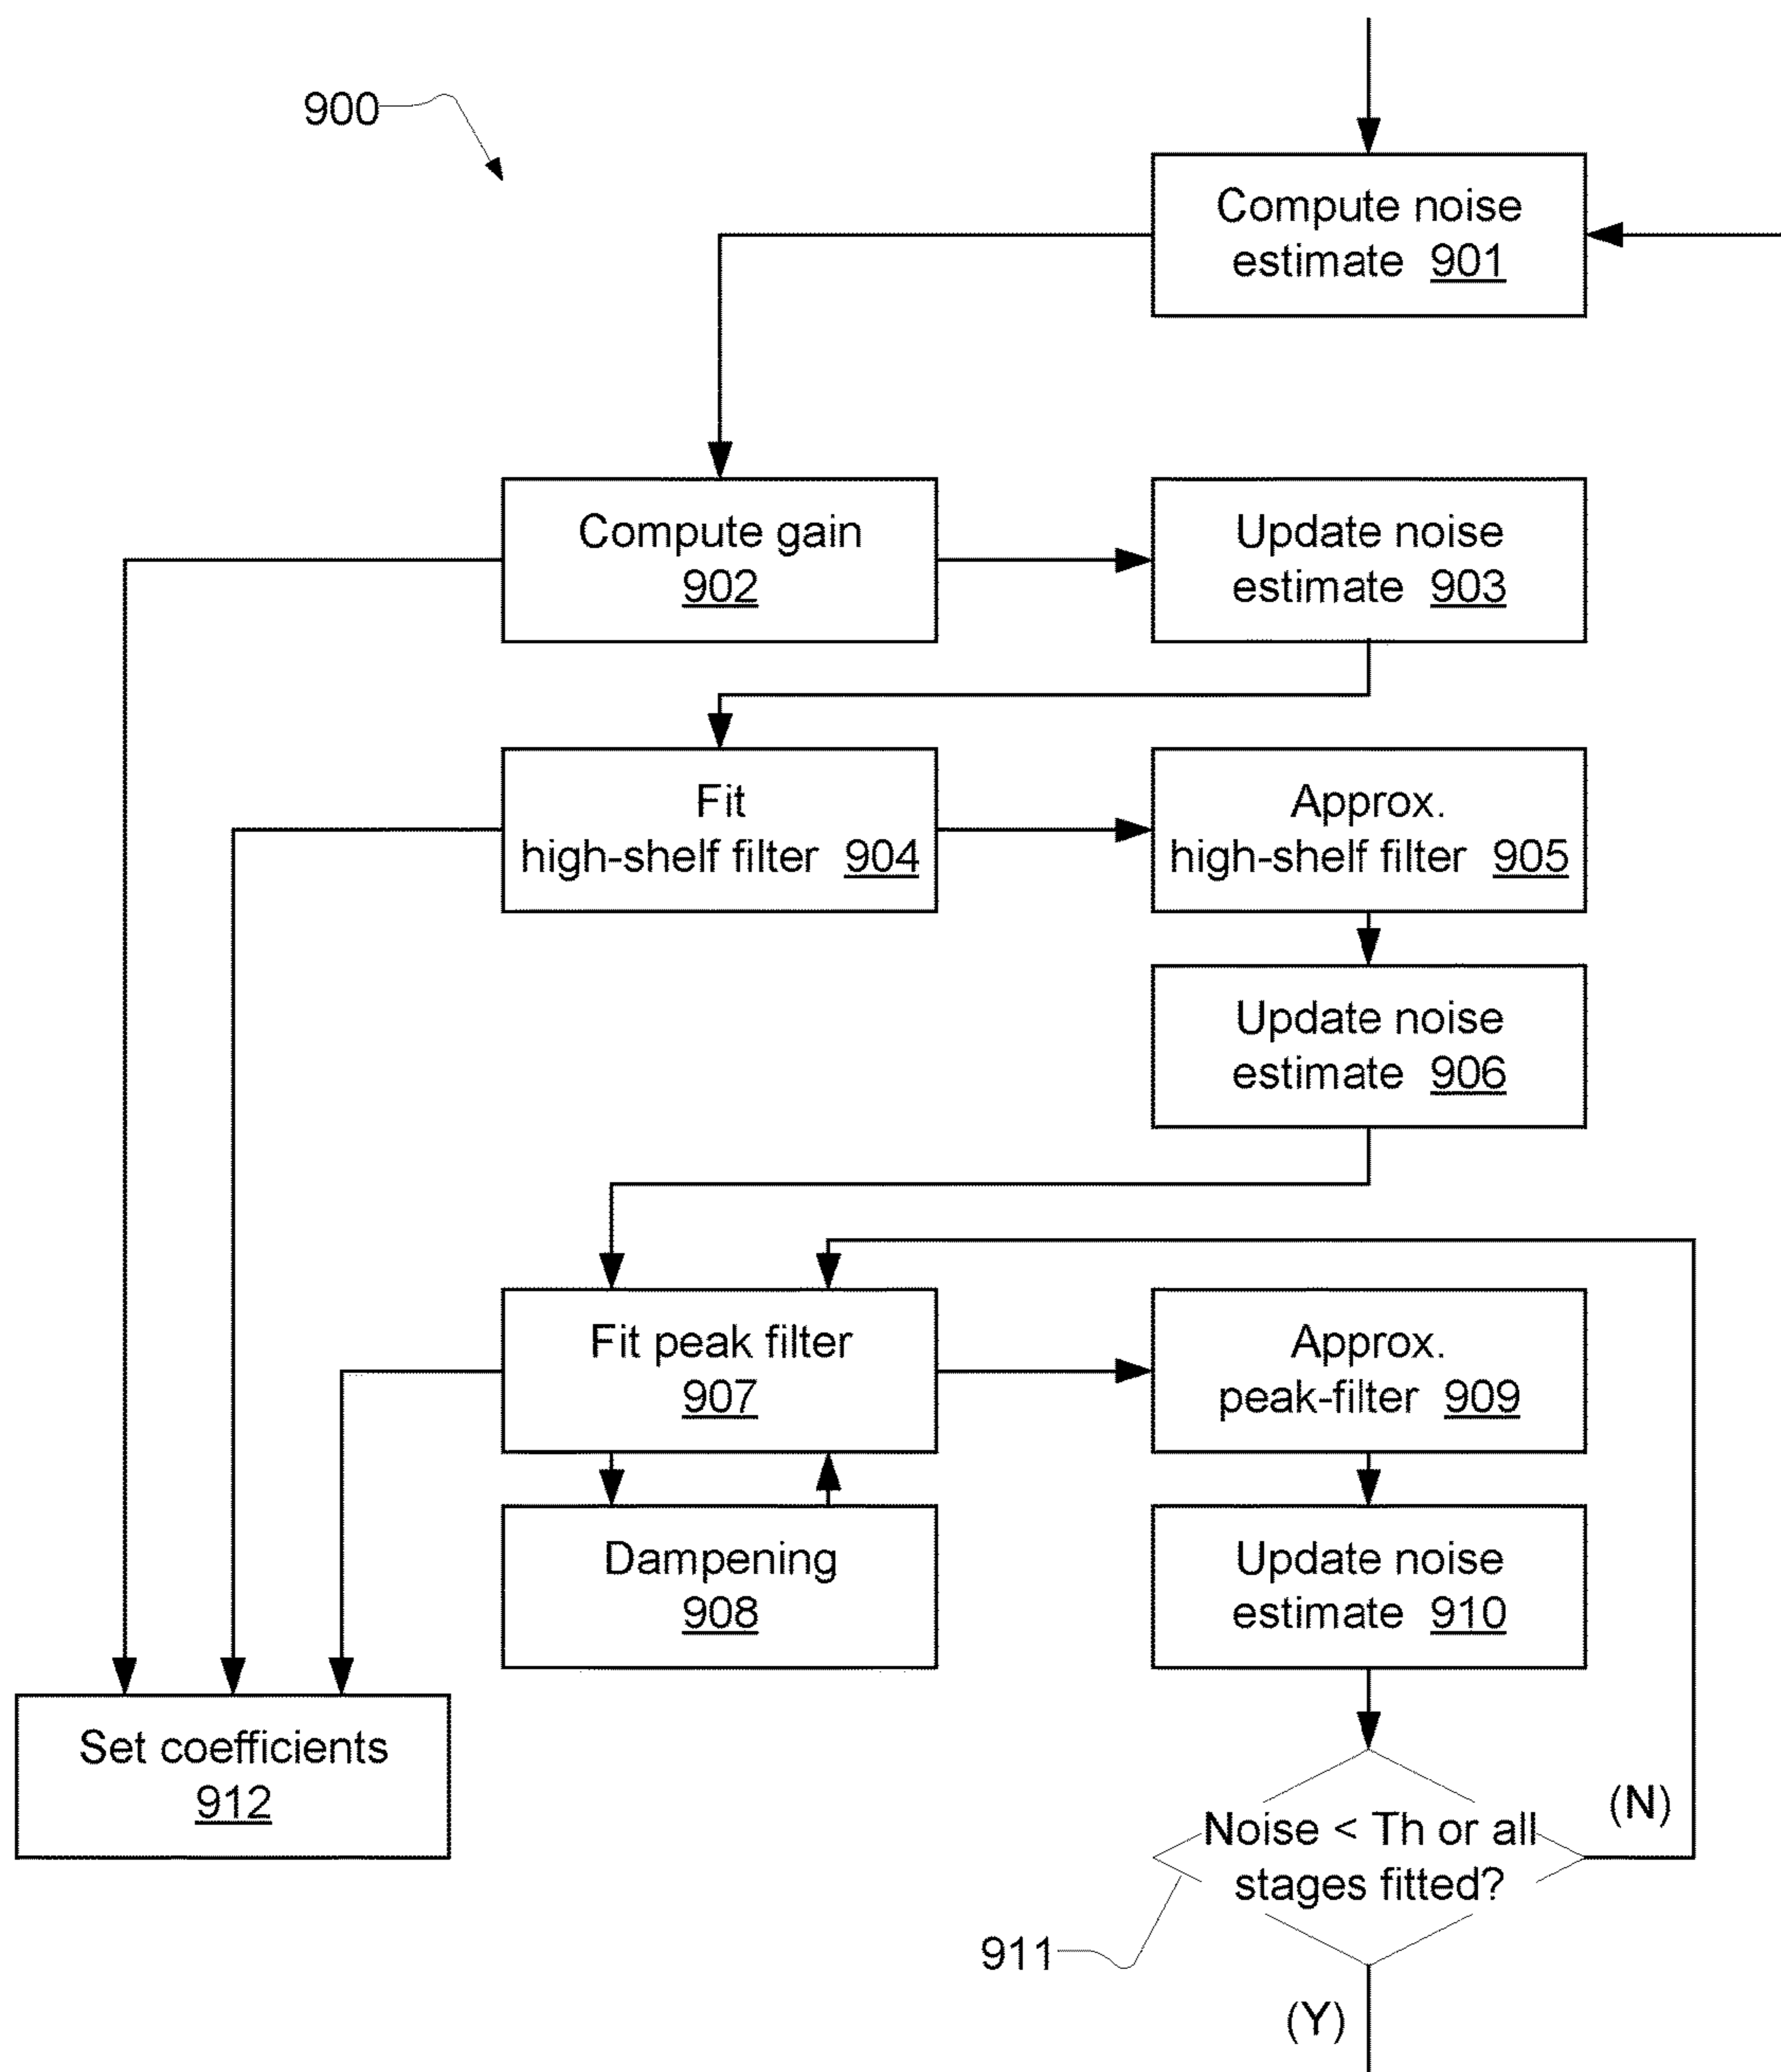 900
Compute noise
estimate 901
Compute gain
902
Update noise
estimate 903
Fit
high-shelf filter 904
Approx.
high-shelf filter 905
Update noise
estimate 906
Fit peak filter
907
Approx.
peak-filter 909
Dampening
908
Update noise
estimate 910
Set coefficients
912
Noise < Th or all
stages fitted?
(N)
911
(Y)